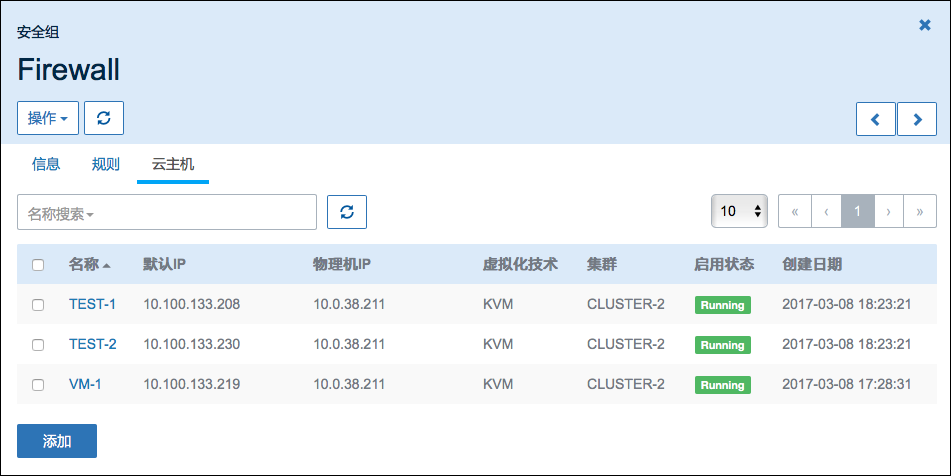 安全组
Firewall
操作
信息 规则 云主机
名称搜索 10 « ‹ 1 › »
名称 默认IP 物理机IP 虚拟化技术 集群 启用状态 创建日期
TEST-1 10.100.133.208 10.0.38.211 KVM CLUSTER-2 Running 2017-03-08 18:23:21
TEST-2 10.100.133.230 10.0.38.211 KVM CLUSTER-2 Running 2017-03-08 18:23:21
VM-1 10.100.133.219 10.0.38.211 KVM CLUSTER-2 Running 2017-03-08 17:28:31
添加